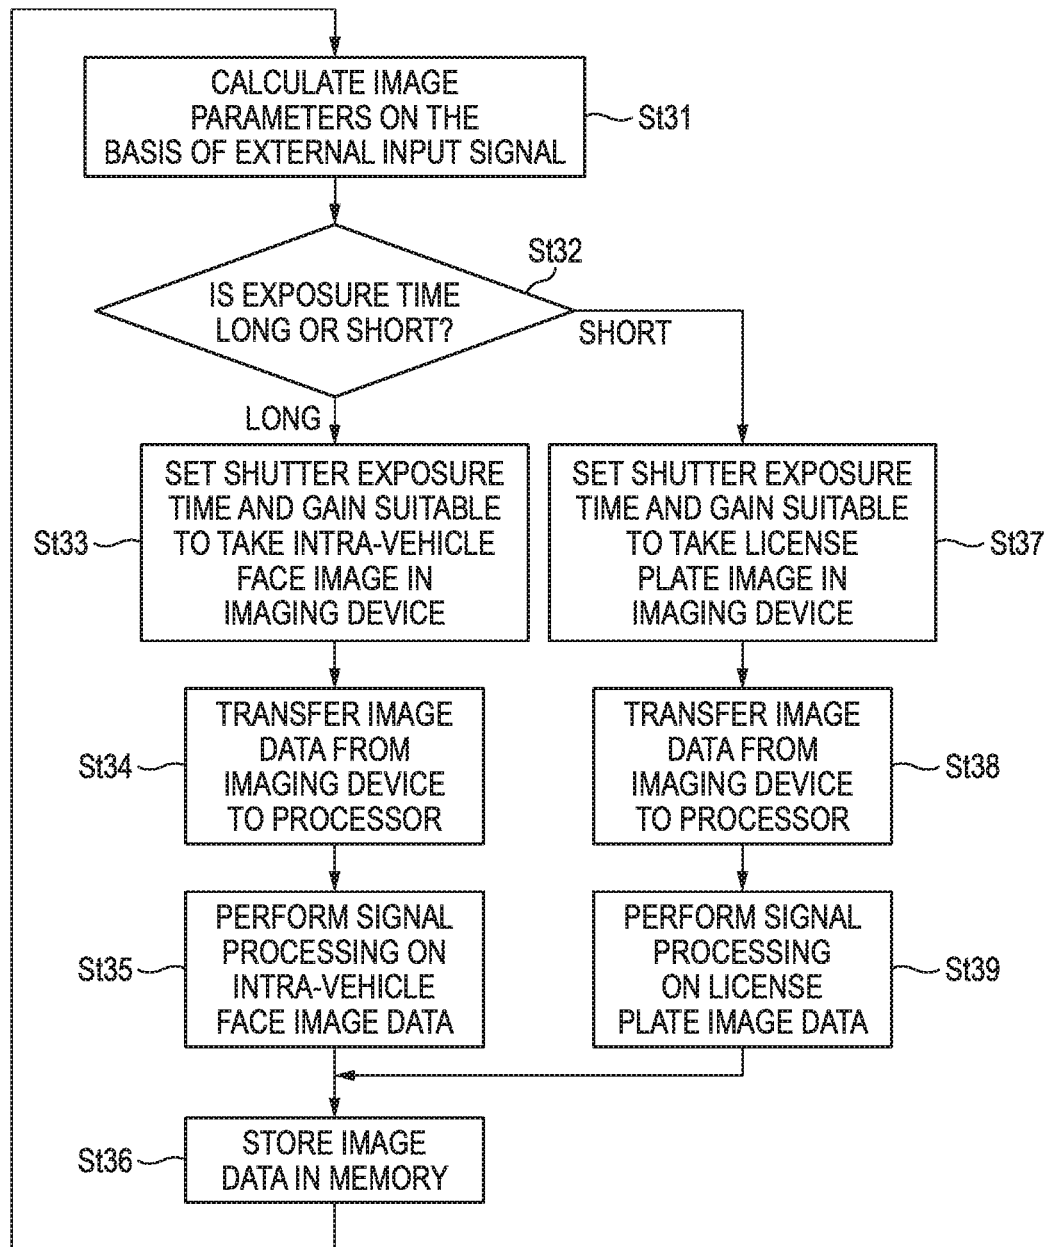 CALCULATE IMAGE
PARAMETERS ON THE
BASIS OF EXTERNAL INPUT SIGNAL
St31
St32
IS EXPOSURE TIME
LONG OR SHORT?
SHORT
LONG
SET SHUTTER EXPOSURE
TIME AND GAIN SUITABLE
TO TAKE INTRA-VEHICLE
FACE IMAGE IN
IMAGING DEVICE
St33
SET SHUTTER EXPOSURE
TIME AND GAIN SUITABLE
TO TAKE LICENSE
PLATE IMAGE IN
IMAGING DEVICE
St37
TRANSFER IMAGE
DATA FROM
IMAGING DEVICE
TO PROCESSOR
St34
TRANSFER IMAGE
DATA FROM
IMAGING DEVICE
TO PROCESSOR
St38
PERFORM SIGNAL
PROCESSING ON
INTRA-VEHICLE
FACE IMAGE DATA
St35
PERFORM SIGNAL
PROCESSING
ON LICENSE
PLATE IMAGE DATA
St39
STORE IMAGE
DATA IN MEMORY
St36